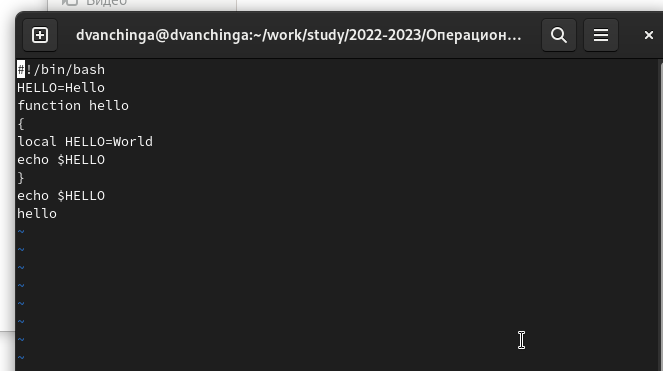 Видео
dvanchinga@dvanchinga:~/work/study/2022-2023/Операцион...
#!/bin/bash
HELLO=Hello
function hello
{
local HELLO=World
echo $HELLO
}
echo $HELLO
hello
~
~
~
~
~
~
~
~